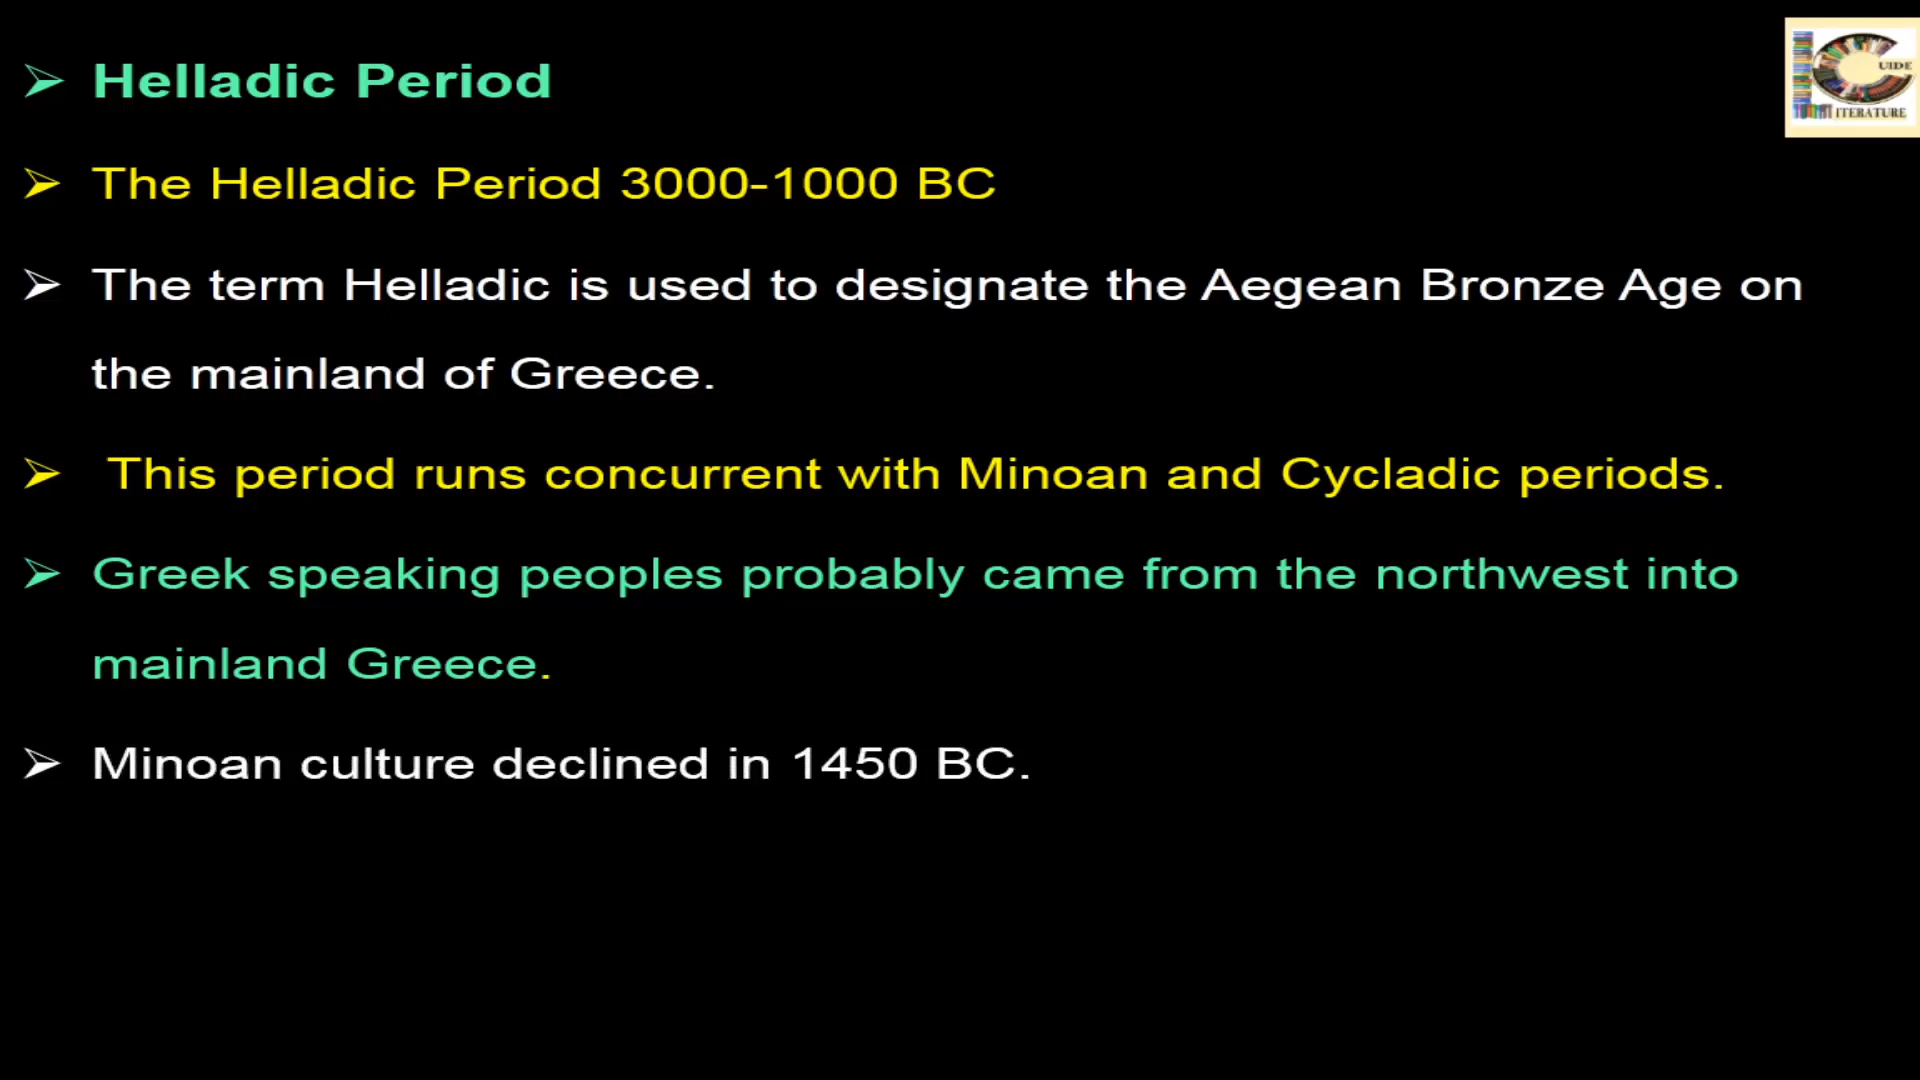 ➢ Helladic Period
➢ The Helladic Period 3000-1000 BC
➢ The term Helladic is used to designate the Aegean Bronze Age on
the mainland of Greece.
➢ This period runs concurrent with Minoan and Cycladic periods.
➢ Greek speaking peoples probably came from the northwest into
mainland Greece.
➢ Minoan culture declined in 1450 BC.
UIDE
ITERATURE